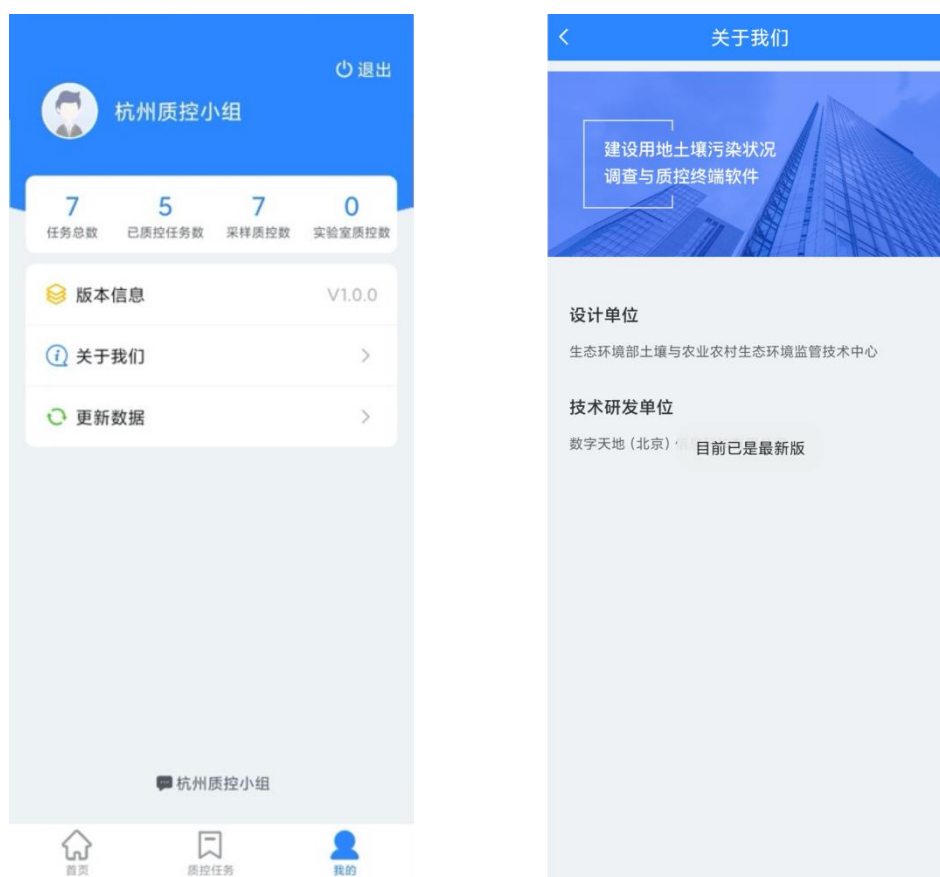 退出
杭州质控小组
7 5 7 0
任务总数 已质控任务数 采样质控数 实验室质控数
版本信息 V1.0.0
关于我们
更新数据
杭州质控小组
首页 质控任务 我的
关于我们
建设用地土壤污染状况
调查与质控终端软件
设计单位
生态环境部土壤与农业农村生态环境监管技术中心
技术研发单位
数字天地（北京）
目前已是最新版